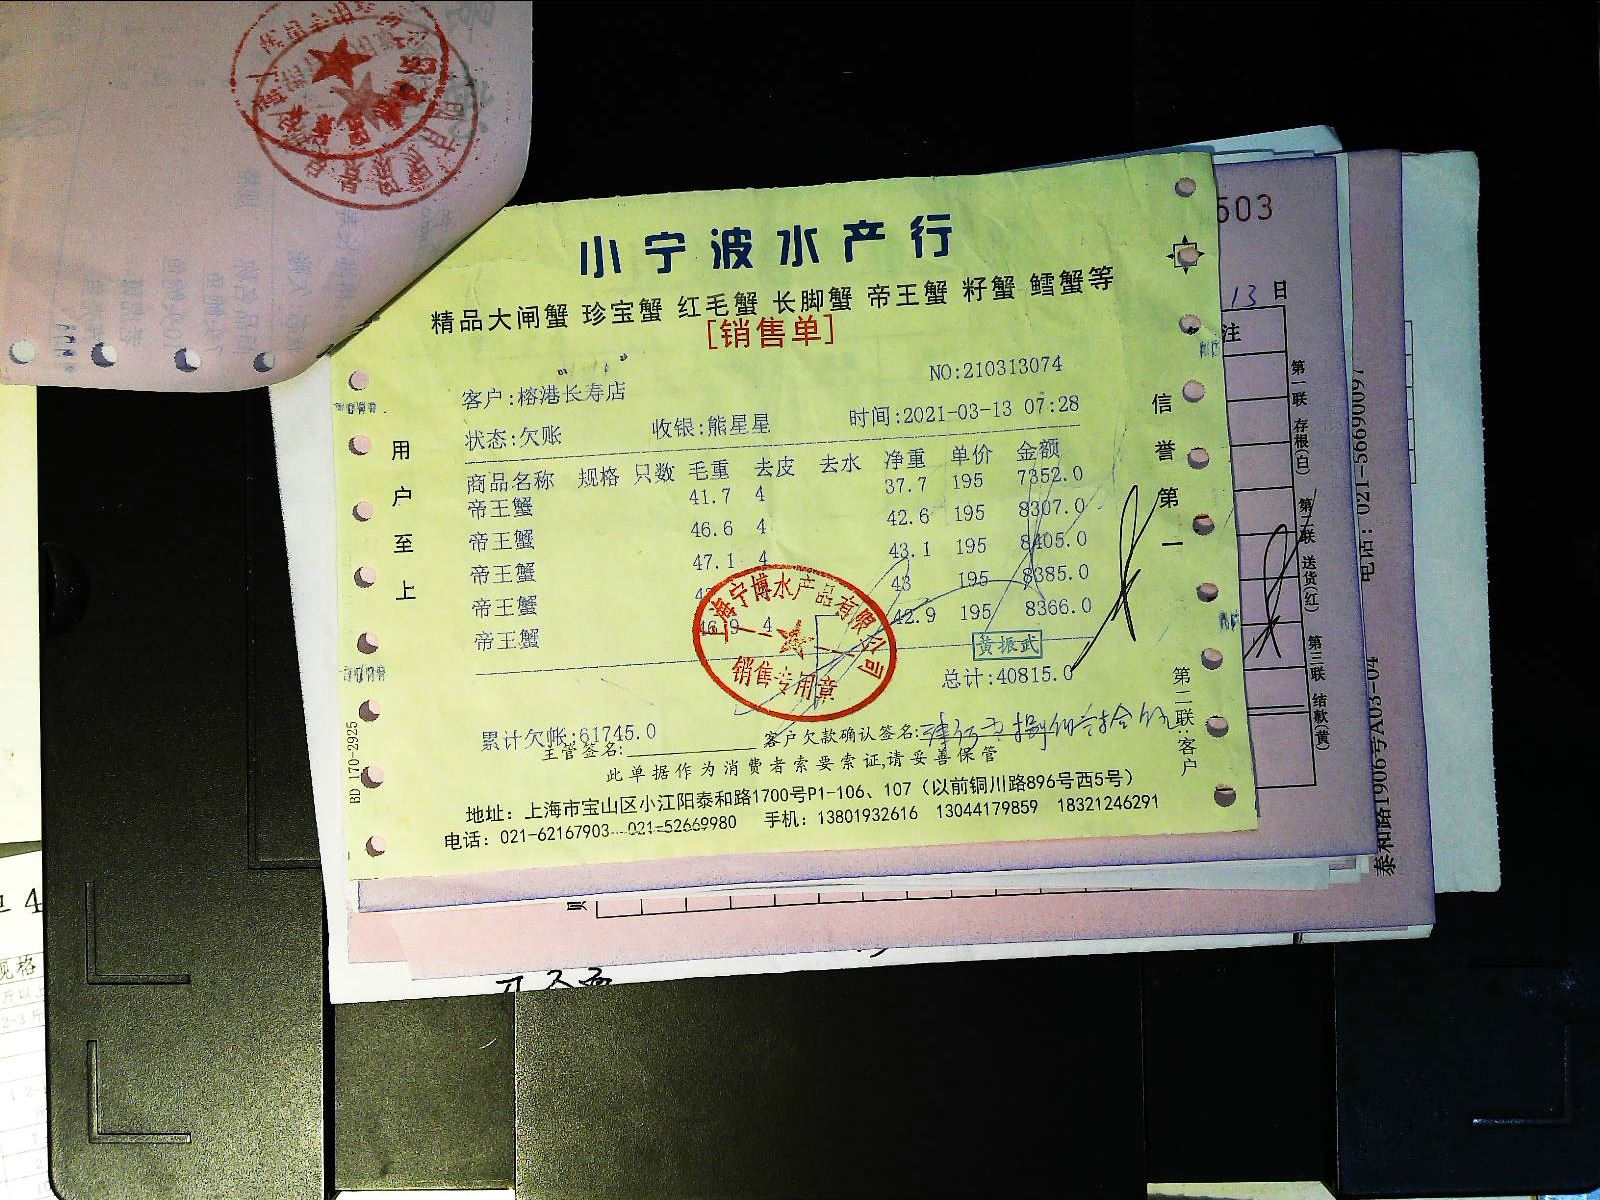 小宁波水产行
精品大闸蟹 珍宝蟹 红毛蟹 长脚蟹 帝王蟹 籽蟹 鳕蟹等
[销售单]
NO:210313074
客户:榕港长寿店
状态:欠账 收银:熊星星 时间:2021-03-13 07:28
商品名称 规格 只数 毛重 去皮 去水 净重 单价 金额
帝王蟹 41.7 4 37.7 195 7352.0
帝王蟹 46.6 4 42.6 195 8307.0
帝王蟹 47.1 4 43.1 195 8405.0
帝王蟹 43 195 8385.0
帝王蟹 46.9 4 42.9 195 8366.0
黄振武
总计:40815.0
上海宁博水产品有限公司
销售专用章
累计欠帐:61745.0
主管签名: 客户欠款确认签名:
此单据作为消费者索要索证,请妥善保管
地址：上海市宝山区小江阳泰和路1700号P1-106、107（以前铜川路896号西5号）
电话：021-62167903 021-52669980 手机：13801932616 13044179859 18321246291
用户至上
信誉第一
第二联:客户
BD 170-2925
503
13 日
注
第一联 存根(白)
第二联 送货(红)
第三联 结款(黄)
电话：021-56690097
泰和路1906号A03-04
规格